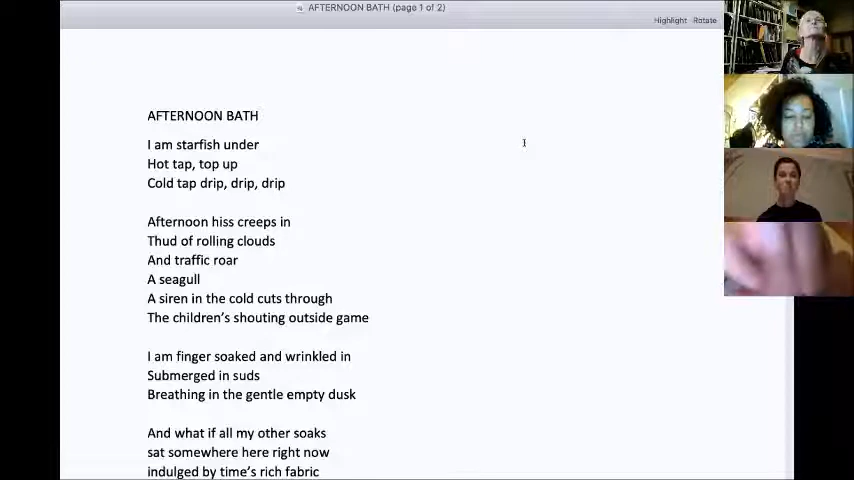 AFTERNOON BATH (page 1 of 2)
Highlight Rotate
AFTERNOON BATH
I am starfish under
Hot tap, top up
Cold tap drip, drip, drip
Afternoon hiss creeps in
Thud of rolling clouds
And traffic roar
A seagull
A siren in the cold cuts through
The children’s shouting outside game
I am finger soaked and wrinkled in
Submerged in suds
Breathing in the gentle empty dusk
And what if all my other soaks
sat somewhere here right now
indulged by time’s rich fabric